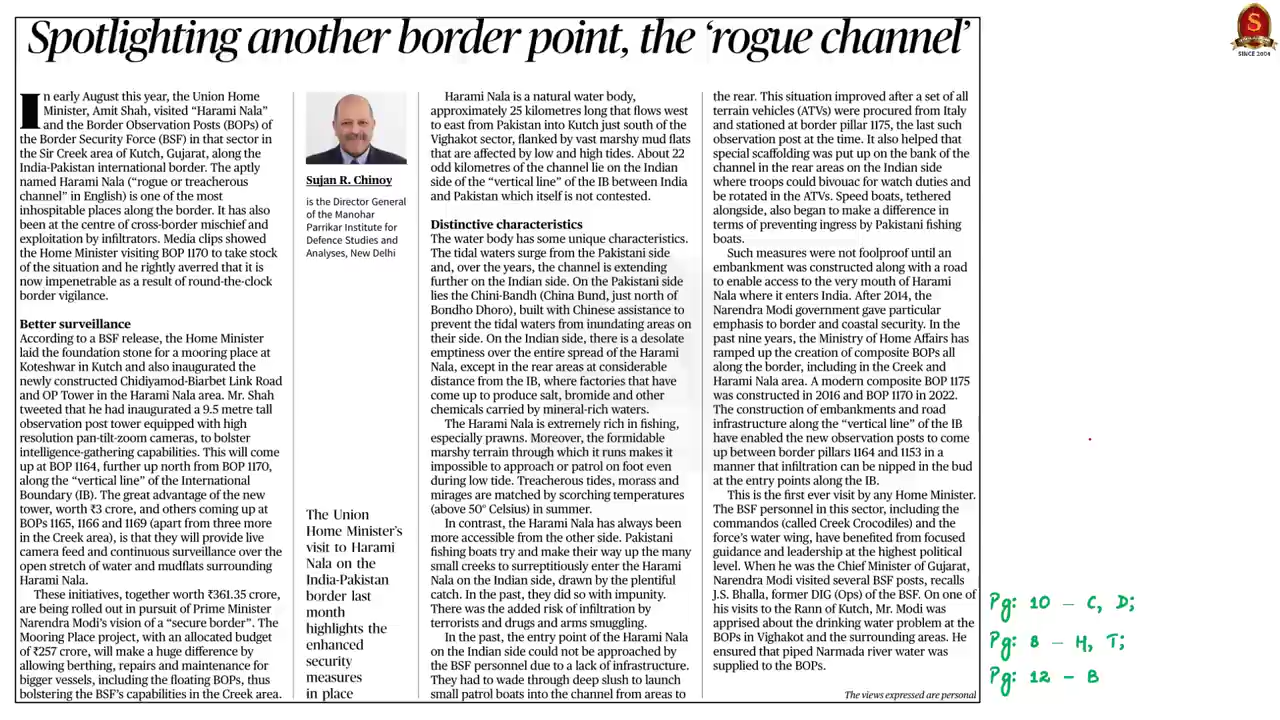 Spotlighting another border point, the ‘rogue channel’
In early August this year, the Union Home
Minister, Amit Shah, visited “Harami Nala”
and the Border Observation Posts (BOPs) of
the Border Security Force (BSF) in that sector in
the Sir Creek area of Kutch, Gujarat, along the
India-Pakistan international border. The aptly
named Harami Nala (“rogue or treacherous
channel” in English) is one of the most
inhospitable places along the border. It has also
been at the centre of cross-border mischief and
exploitation by infiltrators. Media clips showed
the Home Minister visiting BOP 1170 to take stock
of the situation and he rightly averred that it is
now impenetrable as a result of round-the-clock
border vigilance.
Better surveillance
According to a BSF release, the Home Minister
laid the foundation stone for a mooring place at
Koteshwar in Kutch and also inaugurated the
newly constructed Chidiyamod-Biarbet Link Road
and OP Tower in the Harami Nala area. Mr. Shah
tweeted that he had inaugurated a 9.5 metre tall
observation post tower equipped with high
resolution pan-tilt-zoom cameras, to bolster
intelligence-gathering capabilities. This will come
up at BOP 1164, further up north from BOP 1170,
along the “vertical line” of the International
Boundary (IB). The great advantage of the new
tower, worth ₹3 crore, and others coming up at
BOPs 1165, 1166 and 1169 (apart from three more
in the Creek area), is that they will provide live
camera feed and continuous surveillance over the
open stretch of water and mudflats surrounding
Harami Nala.
These initiatives, together worth ₹361.35 crore,
are being rolled out in pursuit of Prime Minister
Narendra Modi’s vision of a “secure border”. The
Mooring Place project, with an allocated budget
of ₹257 crore, will make a huge difference by
allowing berthing, repairs and maintenance for
bigger vessels, including the floating BOPs, thus
bolstering the BSF’s capabilities in the Creek area.
Sujan R. Chinoy
is the Director General
of the Manohar
Parrikar Institute for
Defence Studies and
Analyses, New Delhi
The Union
Home Minister’s
visit to Harami
Nala on the
India-Pakistan
border last
month
highlights the
enhanced
security
measures
in place
Harami Nala is a natural water body,
approximately 25 kilometres long that flows west
to east from Pakistan into Kutch just south of the
Vighakot sector, flanked by vast marshy mud flats
that are affected by low and high tides. About 22
odd kilometres of the channel lie on the Indian
side of the “vertical line” of the IB between India
and Pakistan which itself is not contested.
Distinctive characteristics
The water body has some unique characteristics.
The tidal waters surge from the Pakistani side
and, over the years, the channel is extending
further on the Indian side. On the Pakistani side
lies the Chini-Bandh (China Bund, just north of
Bondho Dhoro), built with Chinese assistance to
prevent the tidal waters from inundating areas on
their side. On the Indian side, there is a desolate
emptiness over the entire spread of the Harami
Nala, except in the rear areas at considerable
distance from the IB, where factories that have
come up to produce salt, bromide and other
chemicals carried by mineral-rich waters.
The Harami Nala is extremely rich in fishing,
especially prawns. Moreover, the formidable
marshy terrain through which it runs makes it
impossible to approach or patrol on foot even
during low tide. Treacherous tides, morass and
mirages are matched by scorching temperatures
(above 50° Celsius) in summer.
In contrast, the Harami Nala has always been
more accessible from the other side. Pakistani
fishing boats try and make their way up the many
small creeks to surreptitiously enter the Harami
Nala on the Indian side, drawn by the plentiful
catch. In the past, they did so with impunity.
There was the added risk of infiltration by
terrorists and drugs and arms smuggling.
In the past, the entry point of the Harami Nala
on the Indian side could not be approached by
the BSF personnel due to a lack of infrastructure.
They had to wade through deep slush to launch
small patrol boats into the channel from areas to
the rear. This situation improved after a set of all
terrain vehicles (ATVs) were procured from Italy
and stationed at border pillar 1175, the last such
observation post at the time. It also helped that
special scaffolding was put up on the bank of the
channel in the rear areas on the Indian side
where troops could bivouac for watch duties and
be rotated in the ATVs. Speed boats, tethered
alongside, also began to make a difference in
terms of preventing ingress by Pakistani fishing
boats.
Such measures were not foolproof until an
embankment was constructed along with a road
to enable access to the very mouth of Harami
Nala where it enters India. After 2014, the
Narendra Modi government gave particular
emphasis to border and coastal security. In the
past nine years, the Ministry of Home Affairs has
ramped up the creation of composite BOPs all
along the border, including in the Creek and
Harami Nala area. A modern composite BOP 1175
was constructed in 2016 and BOP 1170 in 2022.
The construction of embankments and road
infrastructure along the “vertical line” of the IB
have enabled the new observation posts to come
up between border pillars 1164 and 1153 in a
manner that infiltration can be nipped in the bud
at the entry points along the IB.
This is the first ever visit by any Home Minister.
The BSF personnel in this sector, including the
commandos (called Creek Crocodiles) and the
force’s water wing, have benefited from focused
guidance and leadership at the highest political
level. When he was the Chief Minister of Gujarat,
Narendra Modi visited several BSF posts, recalls
J.S. Bhalla, former DIG (Ops) of the BSF. On one of
his visits to the Rann of Kutch, Mr. Modi was
apprised about the drinking water problem at the
BOPs in Vighakot and the surrounding areas. He
ensured that piped Narmada river water was
supplied to the BOPs.
The views expressed are personal
S
SINCE 2004
Pg: 10 – C, D;
Pg: 8 – H, T;
Pg: 12 – B